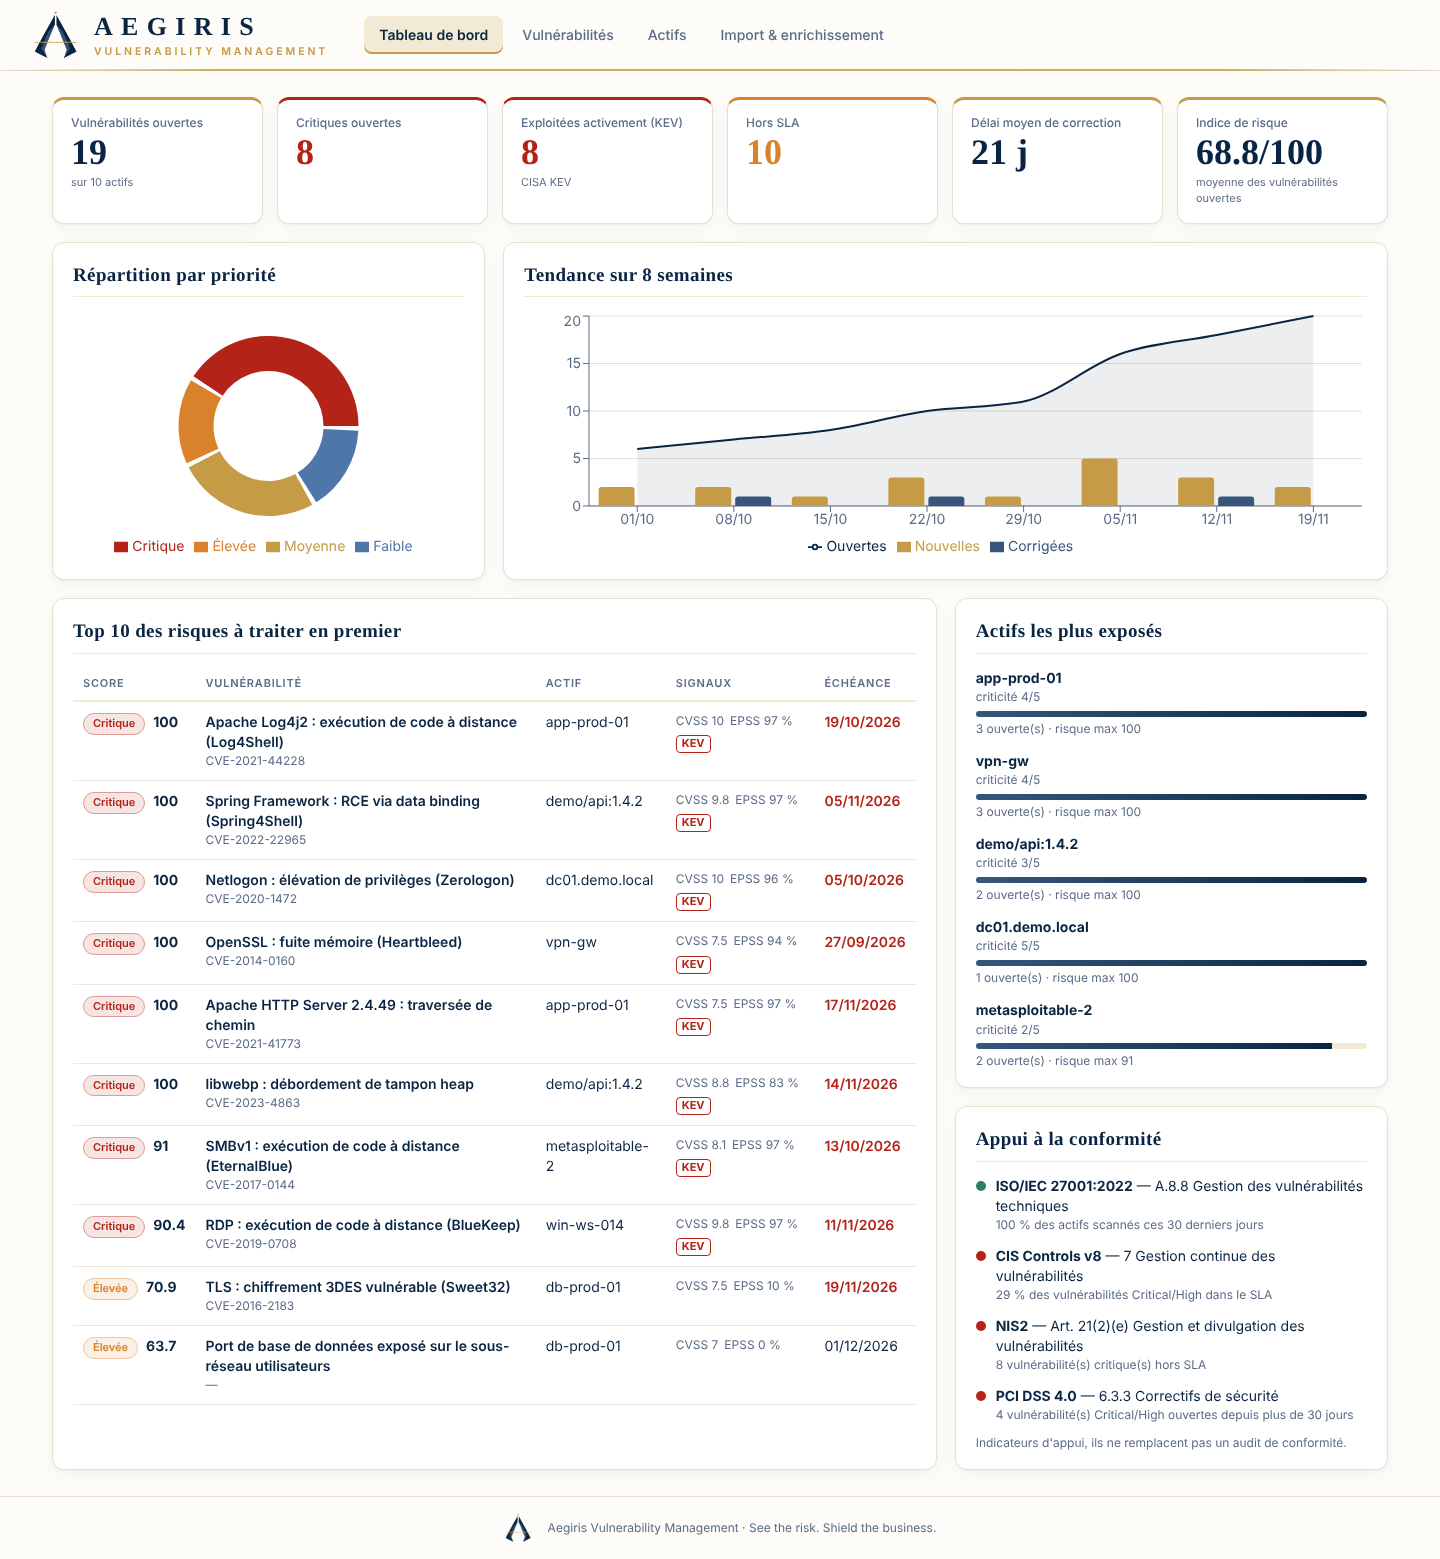 AEGIRIS
VULNERABILITY MANAGEMENT
Tableau de bord
Vulnérabilités
Actifs
Import & enrichissement
Vulnérabilités ouvertes
19
sur 10 actifs
Critiques ouvertes
8
Exploitées activement (KEV)
8
CISA KEV
Hors SLA
10
Délai moyen de correction
21 j
Indice de risque
68.8/100
moyenne des vulnérabilités
ouvertes
Répartition par priorité
Critique Élevée Moyenne Faible
Tendance sur 8 semaines
20
15
10
5
0
01/10 08/10 15/10 22/10 29/10 05/11 12/11 19/11
Ouvertes Nouvelles Corrigées
Top 10 des risques à traiter en premier
SCORE VULNÉRABILITÉ ACTIF SIGNAUX ÉCHÉANCE
Critique 100 Apache Log4j2 : exécution de code à distance app-prod-01 CVSS 10 EPSS 97 % 19/10/2026
(Log4Shell) KEV
CVE-2021-44228
Critique 100 Spring Framework : RCE via data binding demo/api:1.4.2 CVSS 9.8 EPSS 97 % 05/11/2026
(Spring4Shell) KEV
CVE-2022-22965
Critique 100 Netlogon : élévation de privilèges (Zerologon) dc01.demo.local CVSS 10 EPSS 96 % 05/10/2026
CVE-2020-1472 KEV
Critique 100 OpenSSL : fuite mémoire (Heartbleed) vpn-gw CVSS 7.5 EPSS 94 % 27/09/2026
CVE-2014-0160 KEV
Critique 100 Apache HTTP Server 2.4.49 : traversée de app-prod-01 CVSS 7.5 EPSS 97 % 17/11/2026
chemin KEV
CVE-2021-41773
Critique 100 libwebp : débordement de tampon heap demo/api:1.4.2 CVSS 8.8 EPSS 83 % 14/11/2026
CVE-2023-4863 KEV
Critique 91 SMBv1 : exécution de code à distance metasploitable- CVSS 8.1 EPSS 97 % 13/10/2026
(EternalBlue) 2 KEV
CVE-2017-0144
Critique 90.4 RDP : exécution de code à distance (BlueKeep) win-ws-014 CVSS 9.8 EPSS 97 % 11/11/2026
CVE-2019-0708 KEV
Élevée 70.9 TLS : chiffrement 3DES vulnérable (Sweet32) db-prod-01 CVSS 7.5 EPSS 10 % 19/11/2026
CVE-2016-2183
Élevée 63.7 Port de base de données exposé sur le sous- db-prod-01 CVSS 7 EPSS 0 % 01/12/2026
réseau utilisateurs
—
Actifs les plus exposés
app-prod-01
criticité 4/5
3 ouverte(s) · risque max 100
vpn-gw
criticité 4/5
3 ouverte(s) · risque max 100
demo/api:1.4.2
criticité 3/5
2 ouverte(s) · risque max 100
dc01.demo.local
criticité 5/5
1 ouverte(s) · risque max 100
metasploitable-2
criticité 2/5
2 ouverte(s) · risque max 91
Appui à la conformité
ISO/IEC 27001:2022 — A.8.8 Gestion des vulnérabilités
techniques
100 % des actifs scannés ces 30 derniers jours
CIS Controls v8 — 7 Gestion continue des
vulnérabilités
29 % des vulnérabilités Critical/High dans le SLA
NIS2 — Art. 21(2)(e) Gestion et divulgation des
vulnérabilités
8 vulnérabilité(s) critique(s) hors SLA
PCI DSS 4.0 — 6.3.3 Correctifs de sécurité
4 vulnérabilité(s) Critical/High ouvertes depuis plus de 30 jours
Indicateurs d'appui, ils ne remplacent pas un audit de conformité.
Aegiris Vulnerability Management · See the risk. Shield the business.